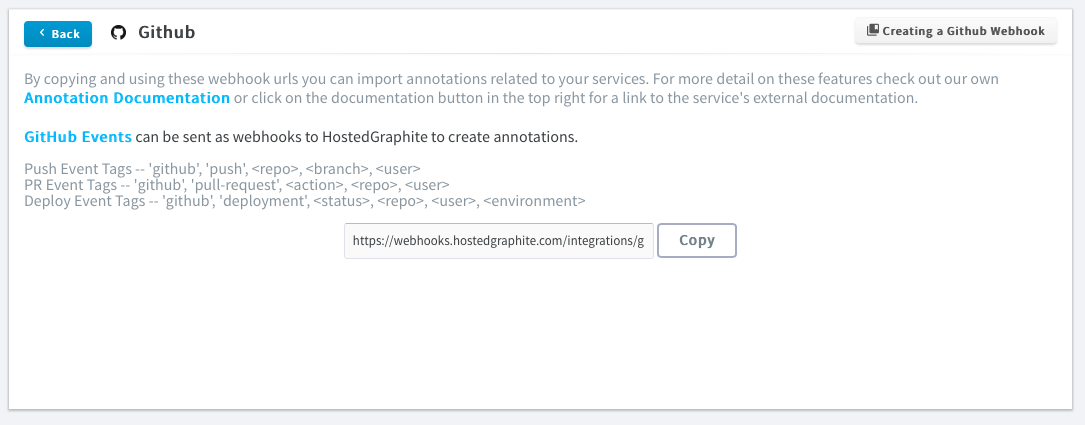 Back
Github
Creating a Github Webhook
By copying and using these webhook urls you can import annotations related to your services. For more detail on these features check out our own
Annotation Documentation or click on the documentation button in the top right for a link to the service's external documentation.
GitHub Events can be sent as webhooks to HostedGraphite to create annotations.
Push Event Tags -- 'github', 'push', <repo>, <branch>, <user>
PR Event Tags -- 'github', 'pull-request', <action>, <repo>, <user>
Deploy Event Tags -- 'github', 'deployment', <status>, <repo>, <user>, <environment>
https://webhooks.hostedgraphite.com/integrations/g
Copy